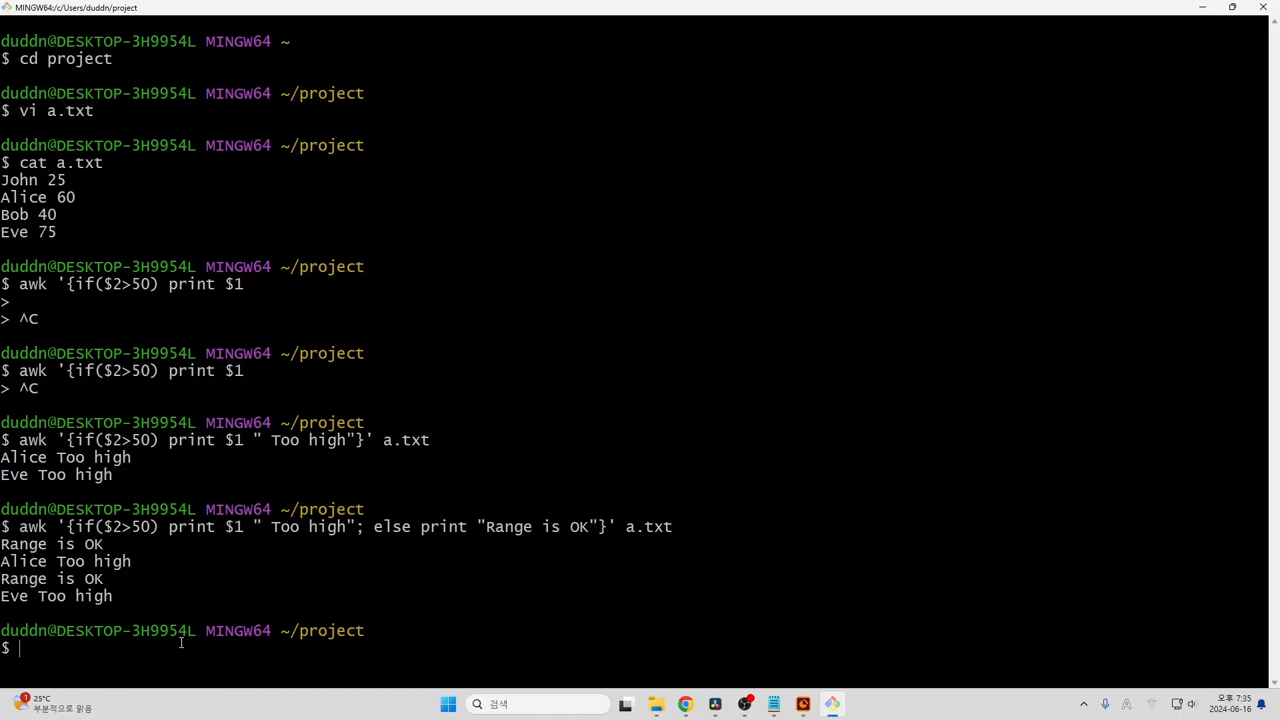 MINGW64:/c/Users/duddn/project
duddn@DESKTOP-3H9954L MINGW64 ~
$ cd project
duddn@DESKTOP-3H9954L MINGW64 ~/project
$ vi a.txt
duddn@DESKTOP-3H9954L MINGW64 ~/project
$ cat a.txt
John 25
Alice 60
Bob 40
Eve 75
duddn@DESKTOP-3H9954L MINGW64 ~/project
$ awk '{if($2>50) print $1
>
> ^C
duddn@DESKTOP-3H9954L MINGW64 ~/project
$ awk '{if($2>50) print $1
> ^C
duddn@DESKTOP-3H9954L MINGW64 ~/project
$ awk '{if($2>50) print $1 " Too high"}' a.txt
Alice Too high
Eve Too high
duddn@DESKTOP-3H9954L MINGW64 ~/project
$ awk '{if($2>50) print $1 " Too high"; else print "Range is OK"}' a.txt
Range is OK
Alice Too high
Range is OK
Eve Too high
duddn@DESKTOP-3H9954L MINGW64 ~/project
$
1
25°C
부분적으로 맑음
검색
A
오후 7:35
2024-06-16